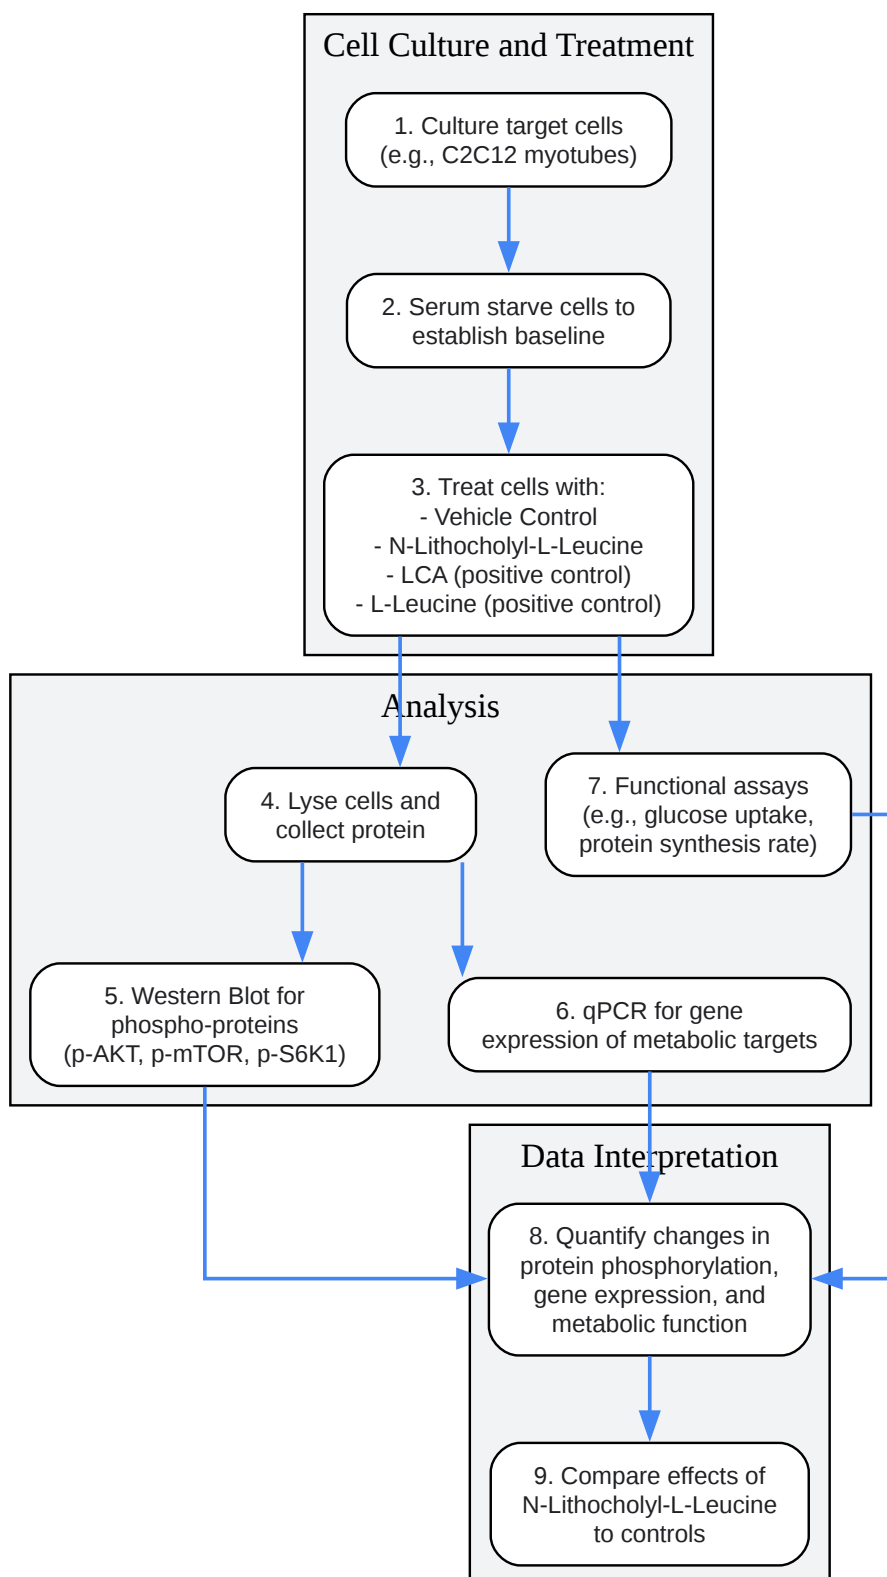 Cell Culture and Treatment
1. Culture target cells
(e.g., C2C12 myotubes)
2. Serum starve cells to
establish baseline
3. Treat cells with:
- Vehicle Control
- N-Lithocholyl-L-Leucine
- LCA (positive control)
- L-Leucine (positive control)
Analysis
4. Lyse cells and
collect protein
7. Functional assays
(e.g., glucose uptake,
protein synthesis rate)
5. Western Blot for
phospho-proteins
(p-AKT, p-mTOR, p-S6K1)
6. qPCR for gene
expression of metabolic targets
Data Interpretation
8. Quantify changes in
protein phosphorylation,
gene expression, and
metabolic function
9. Compare effects of
N-Lithocholyl-L-Leucine
to controls